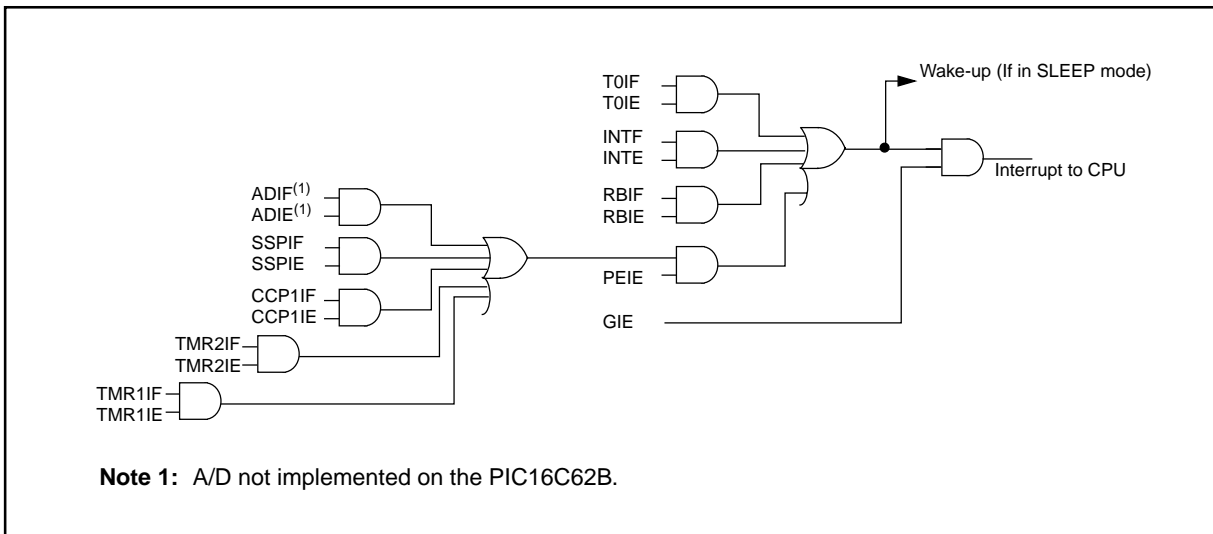 Wake-up (If in SLEEP mode)
T0IF
T0IE
INTF
INTE
Interrupt to CPU
RBIF
RBIE
ADIF(1)
ADIE(1)
SSPIF
SSPIE
PEIE
CCP1IF
CCP1IE
GIE
TMR2IF
TMR2IE
TMR1IF
TMR1IE
Note 1: A/D not implemented on the PIC16C62B.